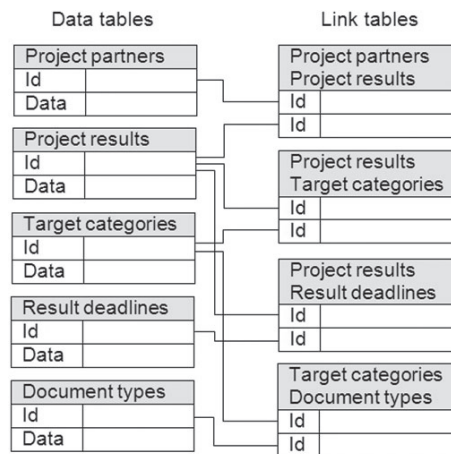 Data tables
Project partners
Id
Data
Project results
Id
Data
Target categories
Id
Data
Result deadlines
Id
Data
Document types
Id
Data
Link tables
Project partners
Project results
Id
Id
Project results
Target categories
Id
Id
Project results
Result deadlines
Id
Id
Target categories
Document types
Id
Id